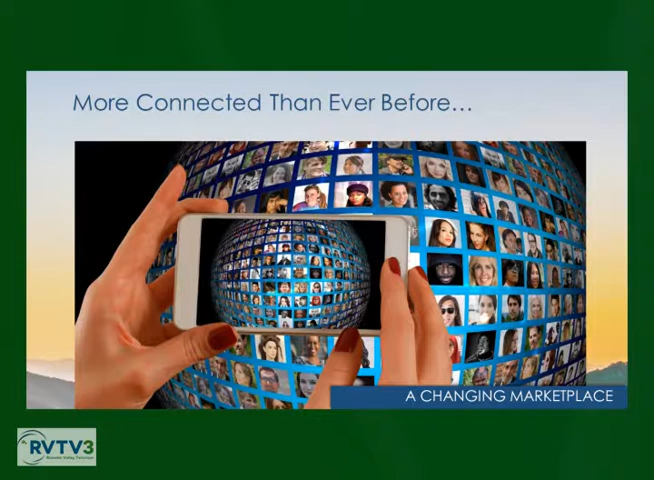 More Connected Than Ever Before...
A CHANGING MARKETPLACE
RVTV3